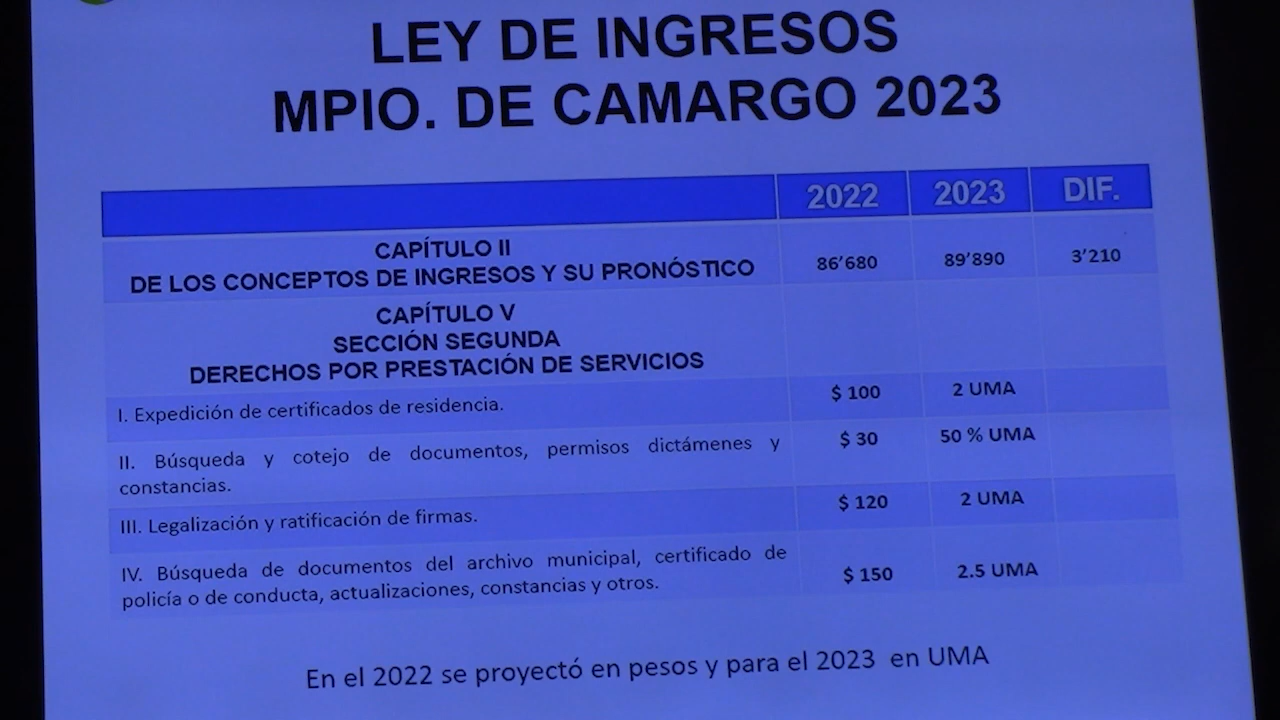 LEY DE INGRESOS
MPIO. DE CAMARGO 2023
2022 2023 DIF.
CAPÍTULO II
DE LOS CONCEPTOS DE INGRESOS Y SU PRONÓSTICO 86’680 89’890 3’210
CAPÍTULO V
SECCIÓN SEGUNDA
DERECHOS POR PRESTACIÓN DE SERVICIOS
I. Expedición de certificados de residencia. $ 100 2 UMA
II. Búsqueda y cotejo de documentos, permisos dictámenes y $ 30 50 % UMA
constancias.
III. Legalización y ratificación de firmas. $ 120 2 UMA
IV. Búsqueda de documentos del archivo municipal, certificado de
policía o de conducta, actualizaciones, constancias y otros. $ 150 2.5 UMA
En el 2022 se proyectó en pesos y para el 2023 en UMA